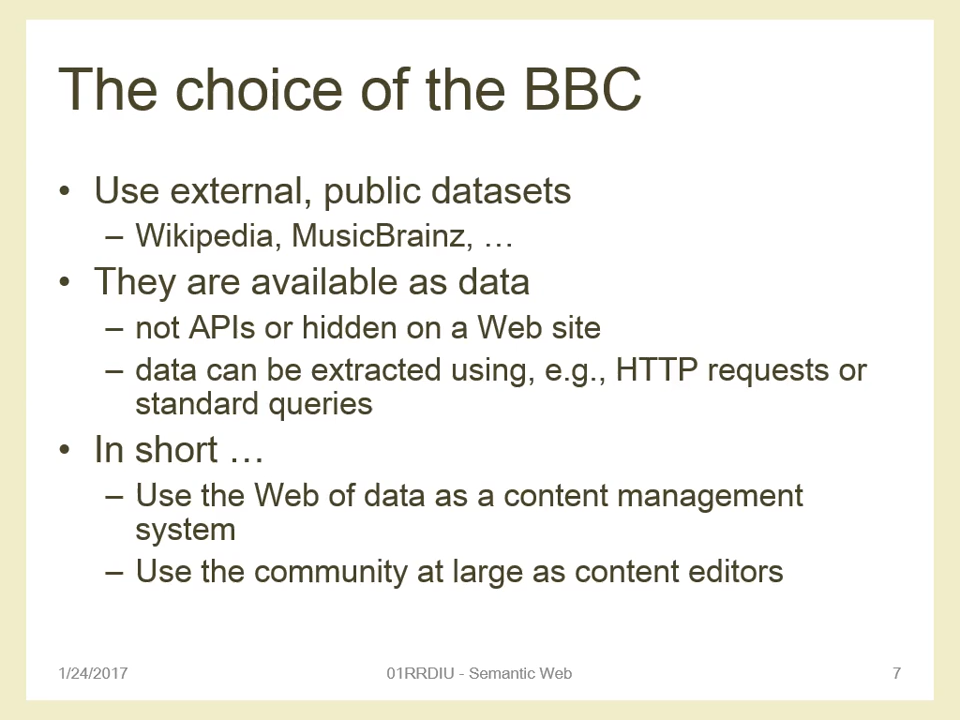 The choice of the BBC
• Use external, public datasets
– Wikipedia, MusicBrainz, …
• They are available as data
– not APIs or hidden on a Web site
– data can be extracted using, e.g., HTTP requests or
standard queries
• In short …
– Use the Web of data as a content management
system
– Use the community at large as content editors
1/24/2017 01RRDIU - Semantic Web 7